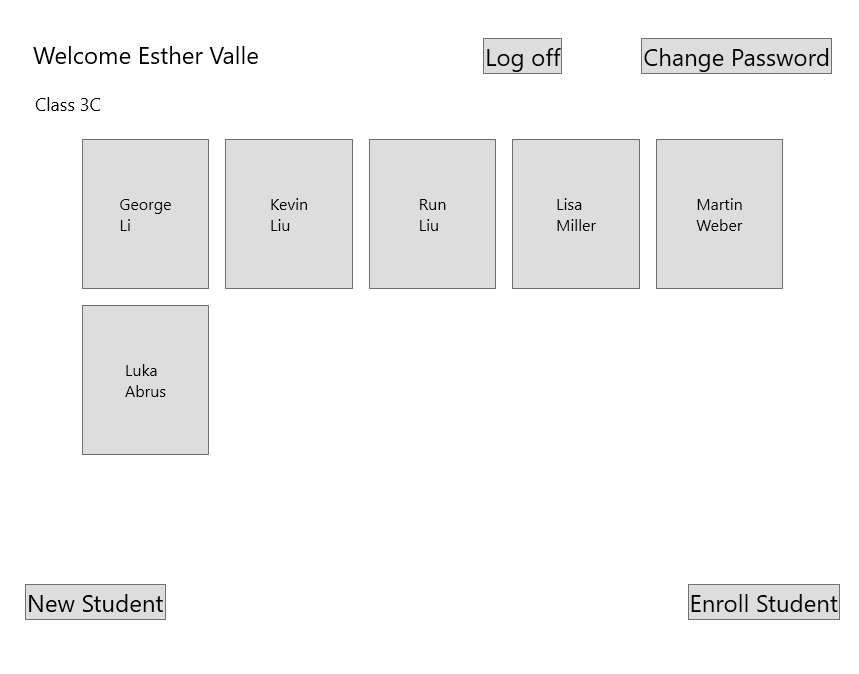 Welcome Esther Valle
Log off
Change Password
Class 3C
George
Li
Kevin
Liu
Run
Liu
Lisa
Miller
Martin
Weber
Luka
Abrus
New Student
Enroll Student